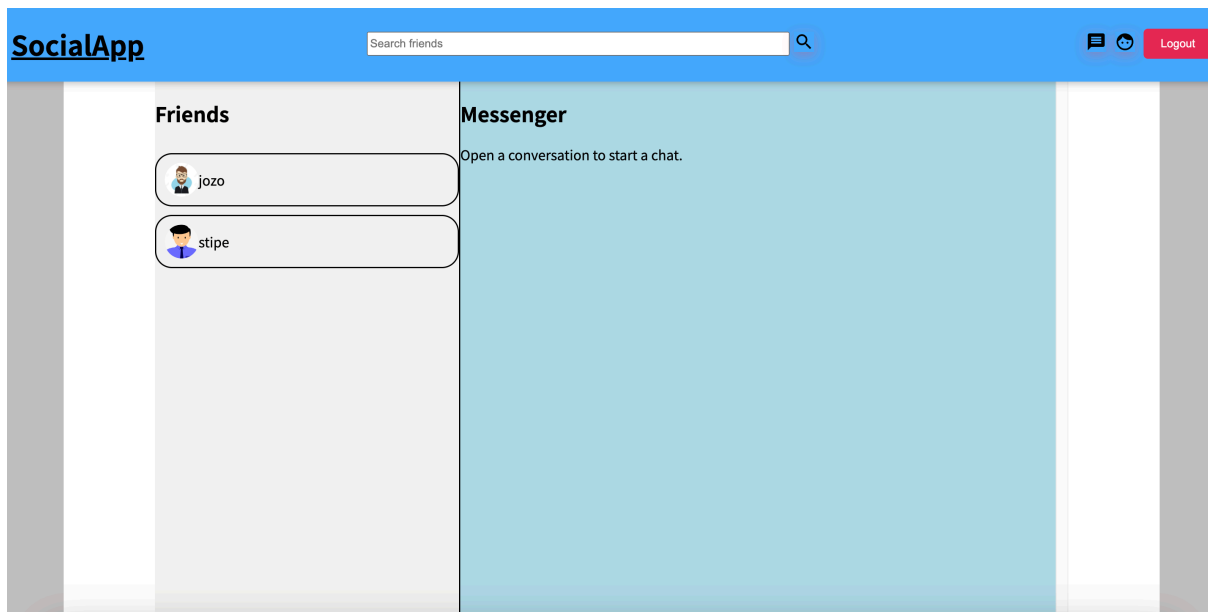 SocialApp
Search friends
Logout
Friends
jozo
stipe
Messenger
Open a conversation to start a chat.